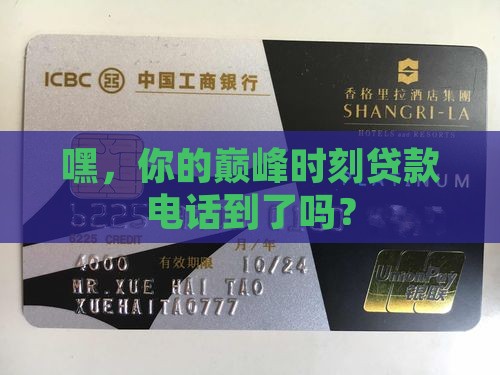 ICBC 中国工商银行
香格里拉酒店集團
SHANGRI-LA
HOTELS and RESORTS
嘿，你的巅峰时刻贷款
电话到了吗？
6225 CREDIT
月/年
4000 有效期限 10/24
MR.XUE HAI TAO
XUEHAITAO777
UnionPay
银联